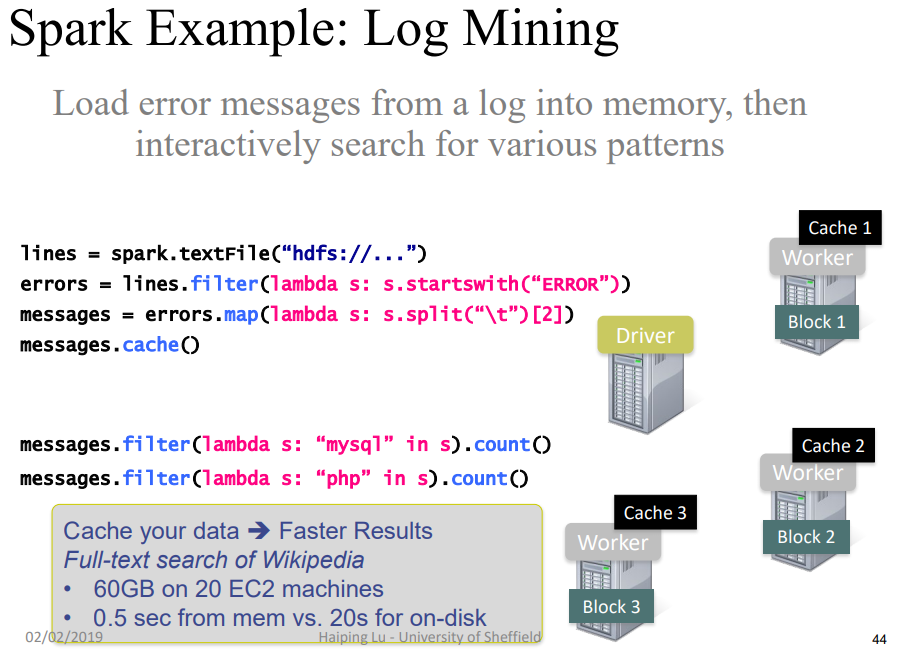 Spark Example: Log Mining
Load error messages from a log into memory, then
interactively search for various patterns
lines = spark.textFile(“hdfs://...”)
errors = lines.filter(lambda s: s.startswith(“ERROR”))
messages = errors.map(lambda s: s.split(“\t”)[2])
messages.cache()
messages.filter(lambda s: “mysql” in s).count()
messages.filter(lambda s: “php” in s).count()
Cache your data ➔ Faster Results
Full-text search of Wikipedia
• 60GB on 20 EC2 machines
• 0.5 sec from mem vs. 20s for on-disk
Driver
Cache 1
Worker
Block 1
Cache 2
Worker
Block 2
Cache 3
Worker
Block 3
02/02/2019
Haiping Lu - University of Sheffield
44